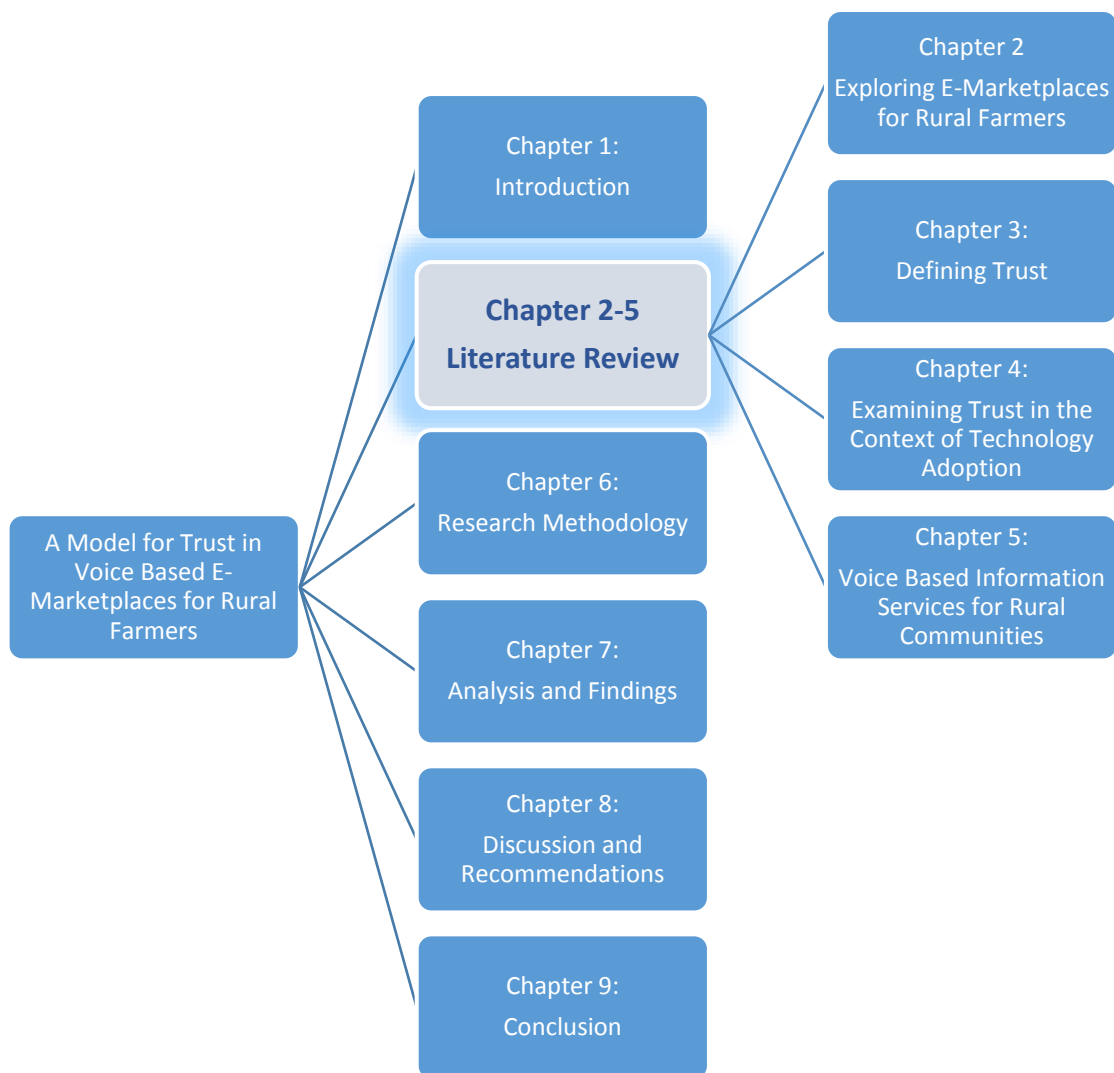 A Model for Trust in
Voice Based E-
Marketplaces for Rural
Farmers
Chapter 1:
Introduction
Chapter 2-5
Literature Review
Chapter 2
Exploring E-Marketplaces
for Rural Farmers
Chapter 3:
Defining Trust
Chapter 4:
Examining Trust in the
Context of Technology
Adoption
Chapter 5:
Voice Based Information
Services for Rural
Communities
Chapter 6:
Research Methodology
Chapter 7:
Analysis and Findings
Chapter 8:
Discussion and
Recommendations
Chapter 9:
Conclusion